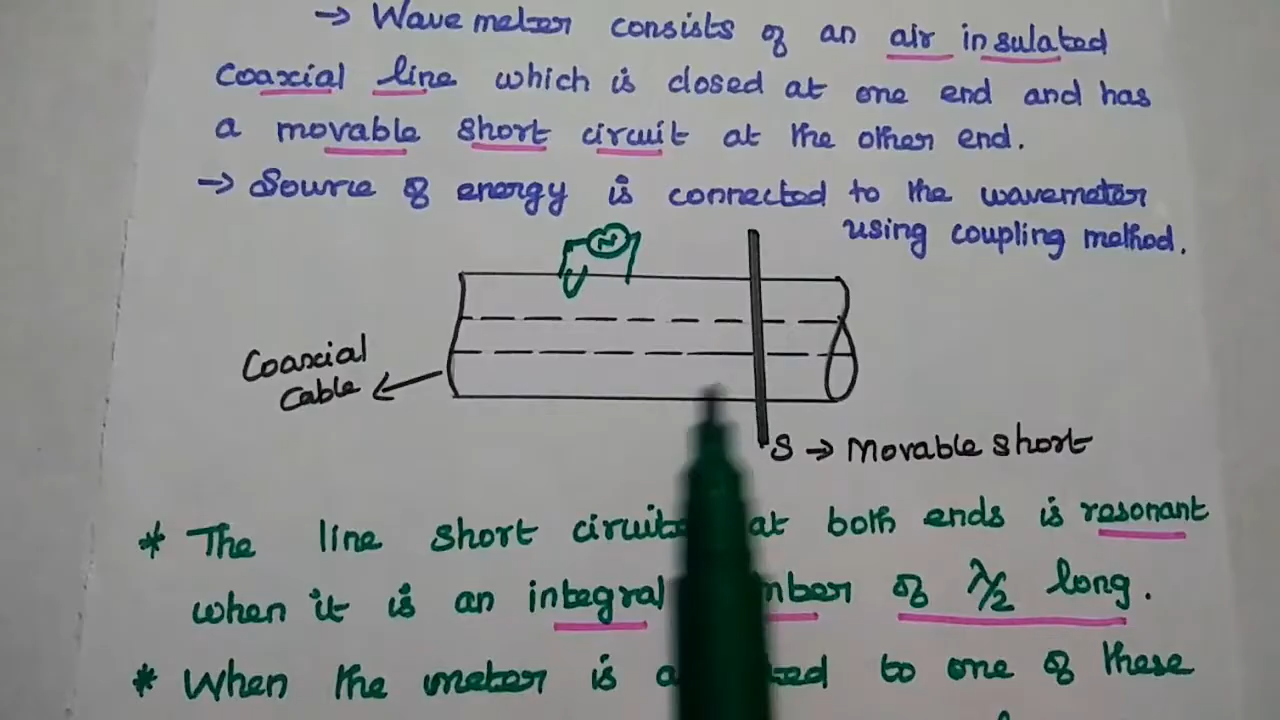 → Wavemeter consists of an air insulated
coaxial line which is closed at one end and has
a movable short circuit at the other end.
→ Source of energy is connected to the wavemeter
using coupling method.
Coaxial
cable
S → Movable short
* The line short circuits at both ends is resonant
when it is an integral of λ/2 long.
* When the meter is to one of these